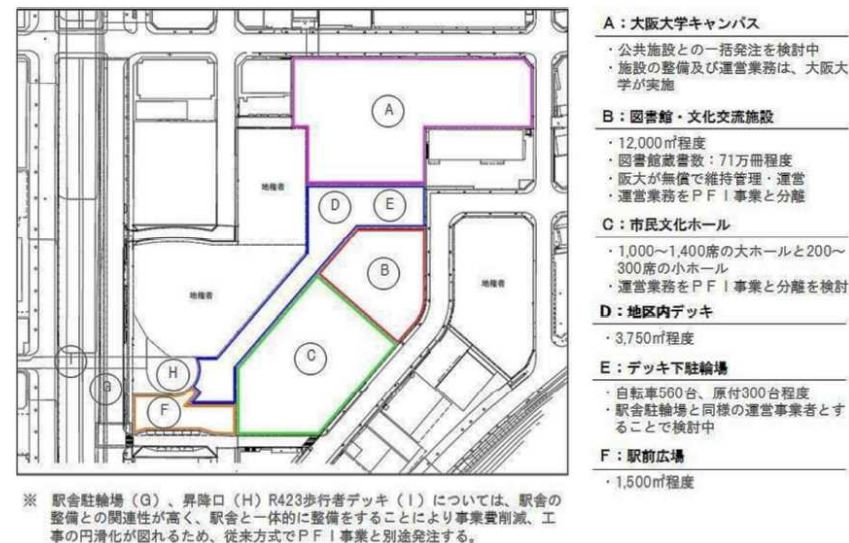 A
D
E
地権者
B
地権者
地権者
C
I
H
G
F
A：大阪大学キャンパス
・公共施設との一括発注を検討中
・施設の整備及び運営業務は、大阪大
学が実施
B：図書館・文化交流施設
・12,000㎡程度
・図書館蔵書数：71万冊程度
・阪大が無償で維持管理・運営
・運営業務をＰＦＩ事業と分離
C：市民文化ホール
・1,000～1,400席の大ホールと200～
300席の小ホール
・運営業務をＰＦＩ事業と分離を検討
D：地区内デッキ
・3,750㎡程度
E：デッキ下駐輪場
・自転車560台、原付300台程度
・駅舎駐輪場と同様の運営事業者とす
ることで検討中
F：駅前広場
・1,500㎡程度
※ 駅舎駐輪場（G）、昇降口（H）R423歩行者デッキ（I）については、駅舎の
整備との関連性が高く、駅舎と一体的に整備をすることにより事業費削減、工
事の円滑化が図れるため、従来方式でＰＦＩ事業と別途発注する。